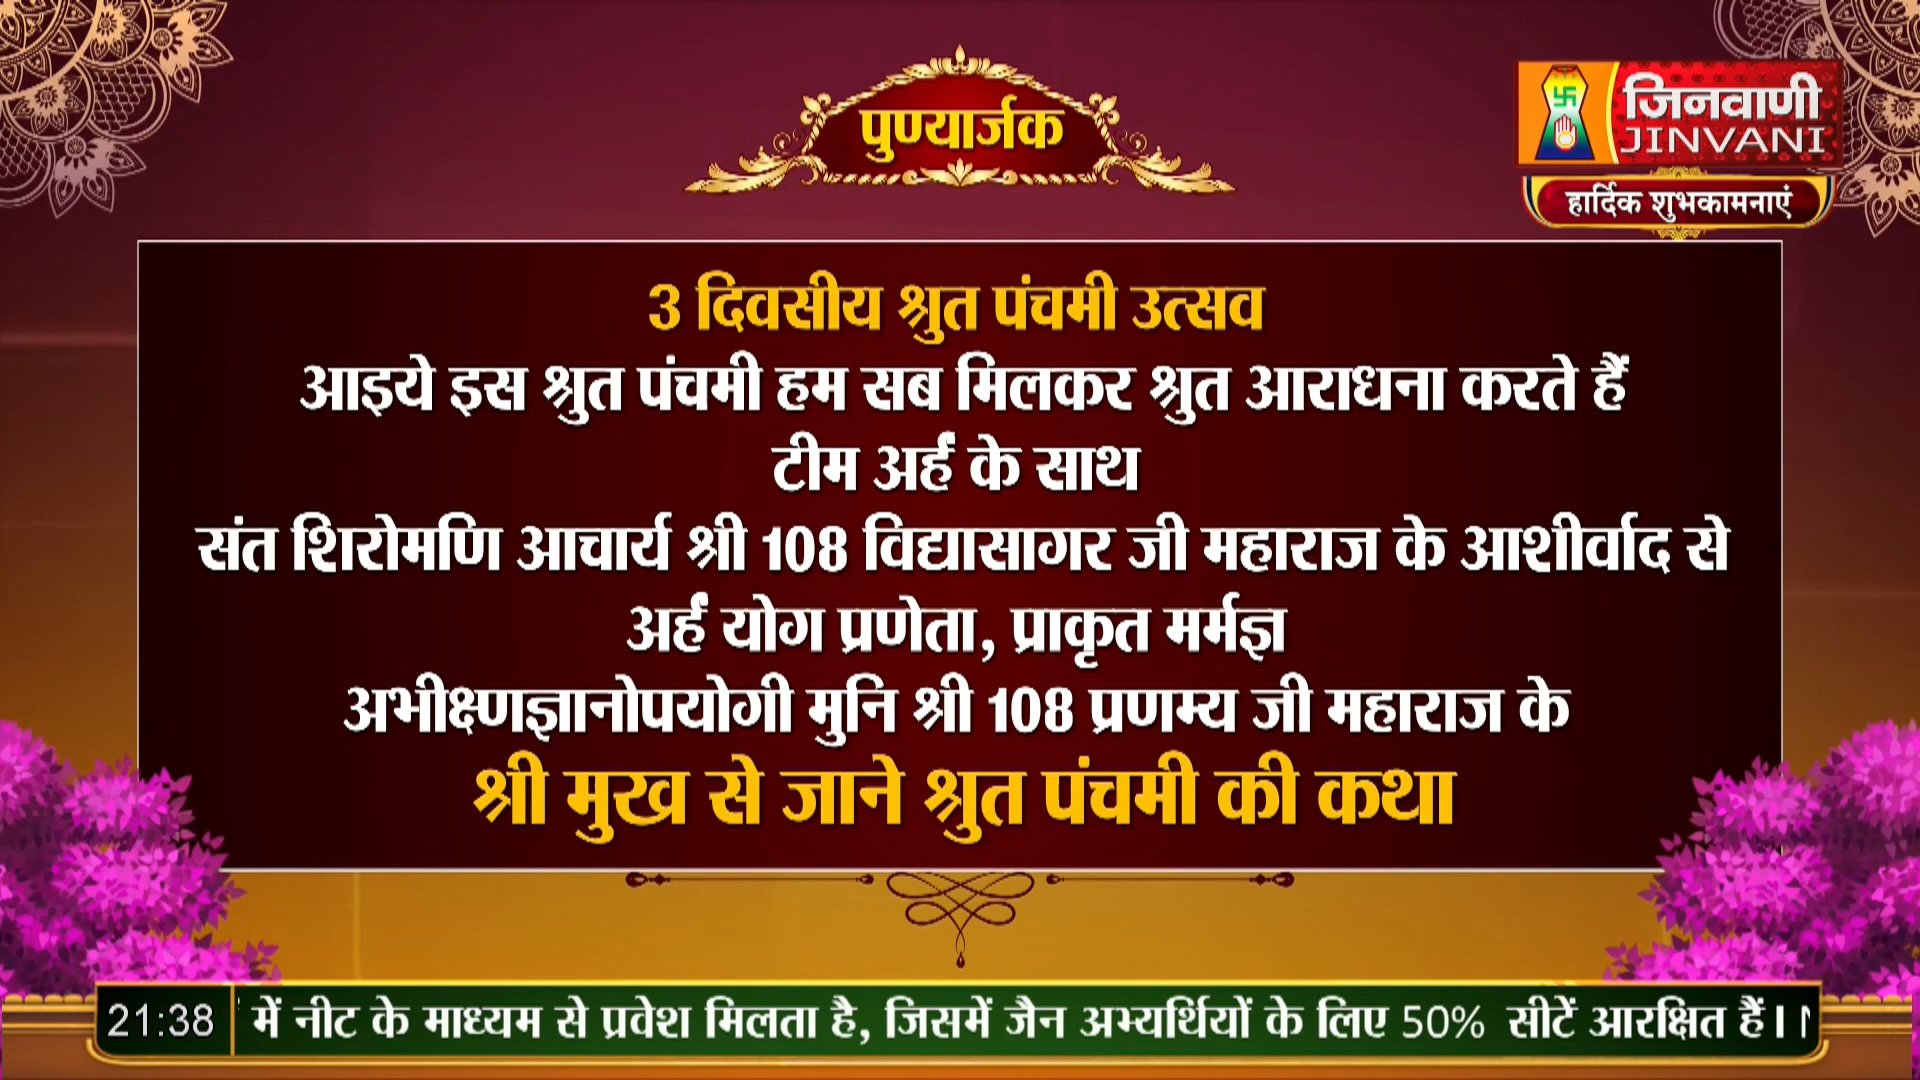 पुण्यार्जक
जिनवाणी
JINVANI
हार्दिक शुभकामनाएं
3 दिवसीय श्रुत पंचमी उत्सव
आइये इस श्रुत पंचमी हम सब मिलकर श्रुत आराधना करते हैं
टीम अर्हं के साथ
संत शिरोमणि आचार्य श्री 108 विद्यासागर जी महाराज के आशीर्वाद से
अर्हं योग प्रणेता, प्राकृत मर्मज्ञ
अभीक्ष्णज्ञानोपयोगी मुनि श्री 108 प्रणम्य जी महाराज के
श्री मुख से जाने श्रुत पंचमी की कथा
21:38 में नीट के माध्यम से प्रवेश मिलता है, जिसमें जैन अभ्यर्थियों के लिए 50% सीटें आरक्षित हैं।